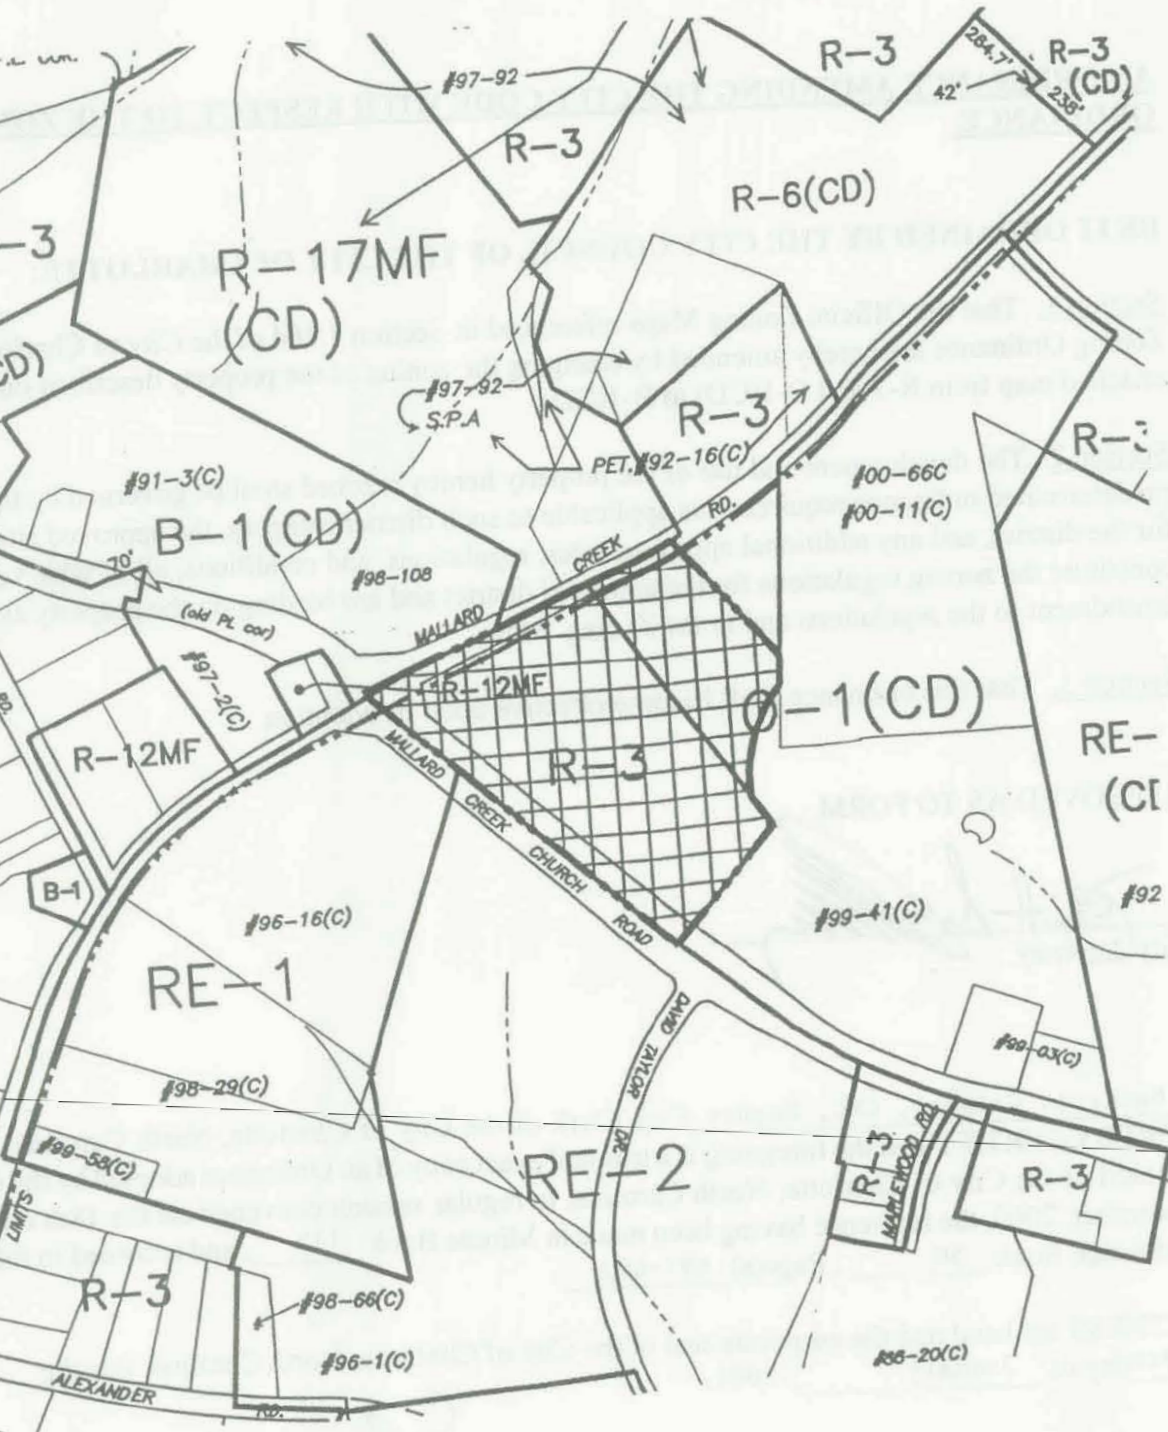 R-3
R-3
(CD)
284.7'
42'
238'
#97-92
R-3
R-6(CD)
-3
R-17MF
(CD)
CD)
#97-92
S.P.A
R-3
PET. #92-16(C)
#00-66C
#00-11(C)
#91-3(C)
B-1(CD)
#98-108
70'
(old PL cor)
MALLARD CREEK RD.
#97-2(C)
R-12MF
R-12MF
R-3
O-1(CD)
RE-
RD.
MALLARD CREEK CHURCH ROAD
B-1
#96-16(C)
#99-41(C)
#92
RE-1
DAVID TAYLOR DR.
#99-03(C)
#98-29(C)
#99-58(C)
RE-2
R-3
MAPLEWOOD RD.
R-3
LIMITS
R-3
#98-66(C)
#96-1(C)
#86-20(C)
ALEXANDER RD.